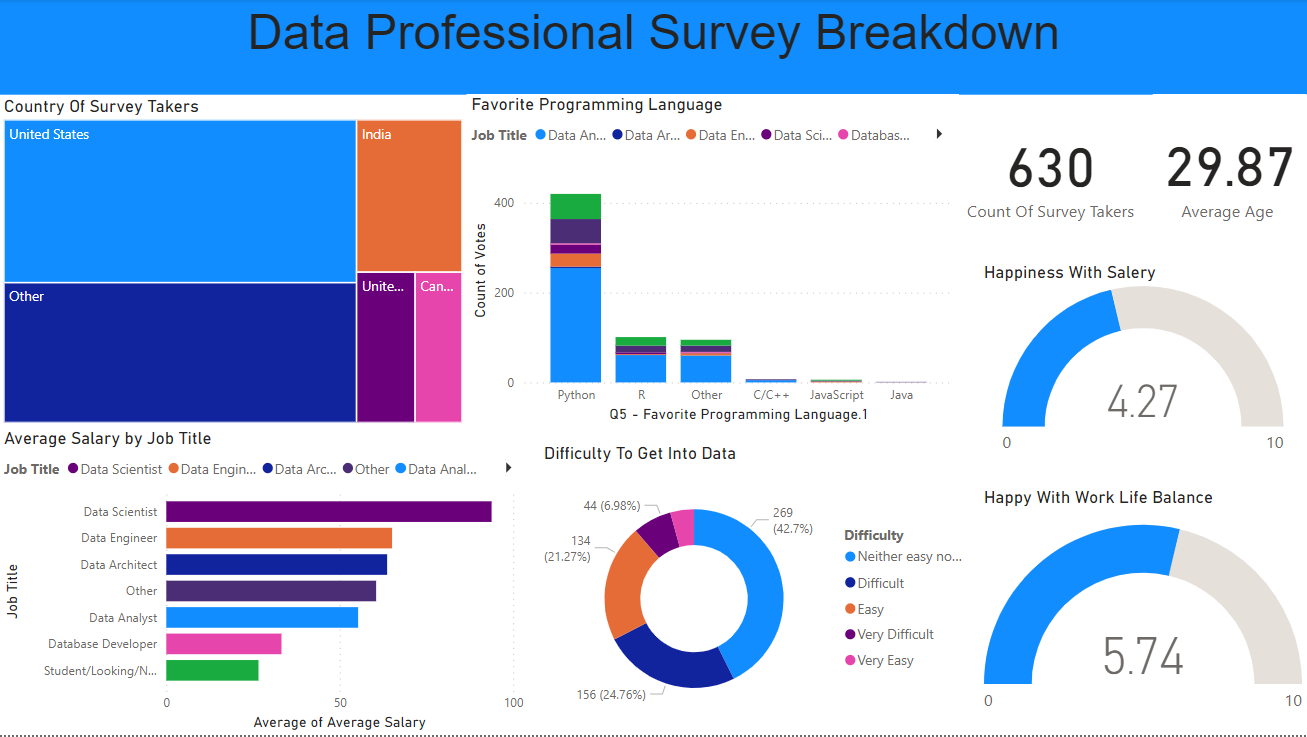 Data Professional Survey Breakdown
Country Of Survey Takers
United States
India
Other
Unite...
Can...
Favorite Programming Language
Job Title Data An... Data Ar... Data En... Data Sci... Databas...
Count of Votes
400
200
0
Python R Other C/C++ JavaScript Java
Q5 - Favorite Programming Language.1
630
Count Of Survey Takers
29.87
Average Age
Happiness With Salery
4.27
0 10
Average Salary by Job Title
Job Title Data Scientist Data Engin... Data Arc... Other Data Anal...
Job Title
Data Scientist
Data Engineer
Data Architect
Other
Data Analyst
Database Developer
Student/Looking/N...
0 50 100
Average of Average Salary
Difficulty To Get Into Data
44 (6.98%)
269
(42.7%)
134
(21.27%)
156 (24.76%)
Difficulty
Neither easy no...
Difficult
Easy
Very Difficult
Very Easy
Happy With Work Life Balance
5.74
0 10